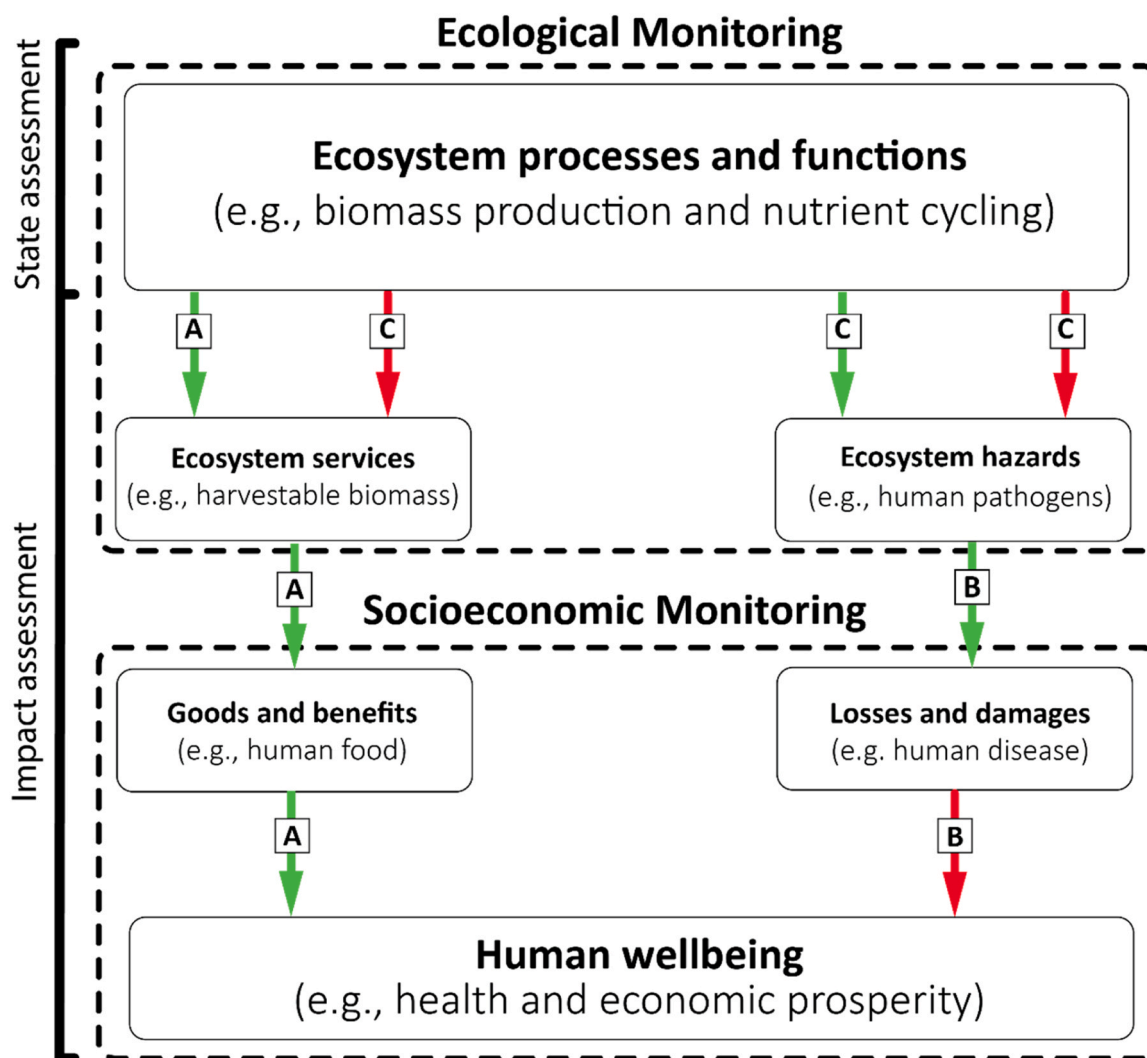 Ecological Monitoring
State assessment
Ecosystem processes and functions
(e.g., biomass production and nutrient cycling)
A
C
C
C
Ecosystem services
(e.g., harvestable biomass)
Ecosystem hazards
(e.g., human pathogens)
Impact assessment
A
B
Socioeconomic Monitoring
Goods and benefits
(e.g., human food)
Losses and damages
(e.g. human disease)
A
B
Human wellbeing
(e.g., health and economic prosperity)